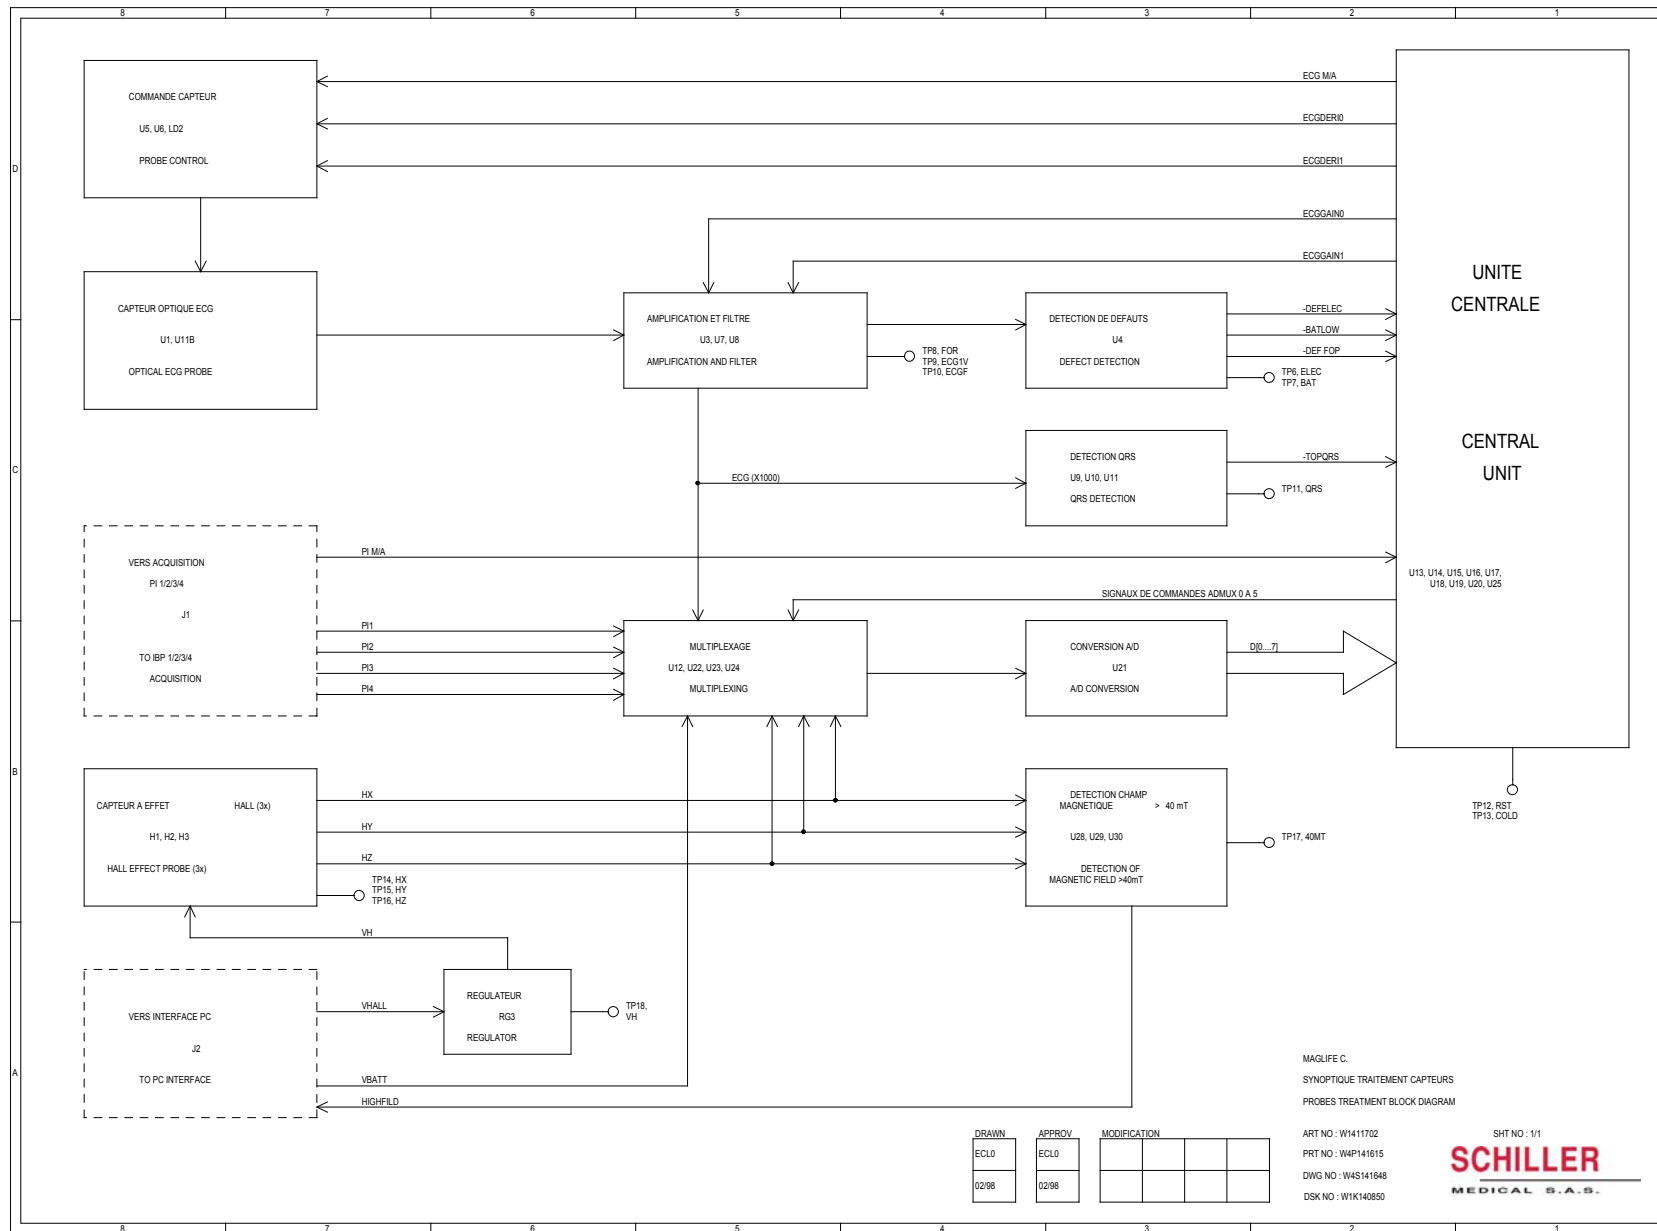 8 7 6 5 4 3 2 1
D
C
B
A
COMMANDE CAPTEUR
U5, U6, LD2
PROBE CONTROL
ECG M/A
ECGDERI0
ECGDERI1
ECGGAIN0
ECGGAIN1
CAPTEUR OPTIQUE ECG
U1, U11B
OPTICAL ECG PROBE
AMPLIFICATION ET FILTRE
U3, U7, U8
AMPLIFICATION AND FILTER
TP8, FOR
TP9, ECG1V
TP10, ECGF
DETECTION DE DEFAUTS
U4
DEFECT DETECTION
-DEFELEC
-BATLOW
-DEF FOP
TP6, ELEC
TP7, BAT
UNITE
CENTRALE
CENTRAL
UNIT
U13, U14, U15, U16, U17,
U18, U19, U20, U25
ECG (X1000)
DETECTION QRS
U9, U10, U11
QRS DETECTION
-TOPQRS
TP11, QRS
VERS ACQUISITION
PI 1/2/3/4
J1
TO IBP 1/2/3/4
ACQUISITION
PI M/A
PI1
PI2
PI3
PI4
SIGNAUX DE COMMANDES ADMUX 0 A 5
MULTIPLEXAGE
U12, U22, U23, U24
MULTIPLEXING
CONVERSION A/D
U21
A/D CONVERSION
D[0....7]
TP12, RST
TP13, COLD
CAPTEUR A EFFET HALL (3x)
H1, H2, H3
HALL EFFECT PROBE (3x)
HX
HY
HZ
TP14, HX
TP15, HY
TP16, HZ
DETECTION CHAMP
MAGNETIQUE > 40 mT
U28, U29, U30
DETECTION OF
MAGNETIC FIELD >40mT
TP17, 40MT
VH
VERS INTERFACE PC
J2
TO PC INTERFACE
VHALL
REGULATEUR
RG3
REGULATOR
TP18,
VH
VBATT
HIGHFILD
MAGLIFE C.
SYNOPTIQUE TRAITEMENT CAPTEURS
PROBES TREATMENT BLOCK DIAGRAM
DRAWN APPROV MODIFICATION
ECL0 ECL0
02/98 02/98
ART NO : W1411702
PRT NO : W4P141615
DWG NO : W4S141648
DSK NO : W1K140850
SHT NO : 1/1
SCHILLER
MEDICAL S.A.S.
8 7 6 5 4 3 2 1